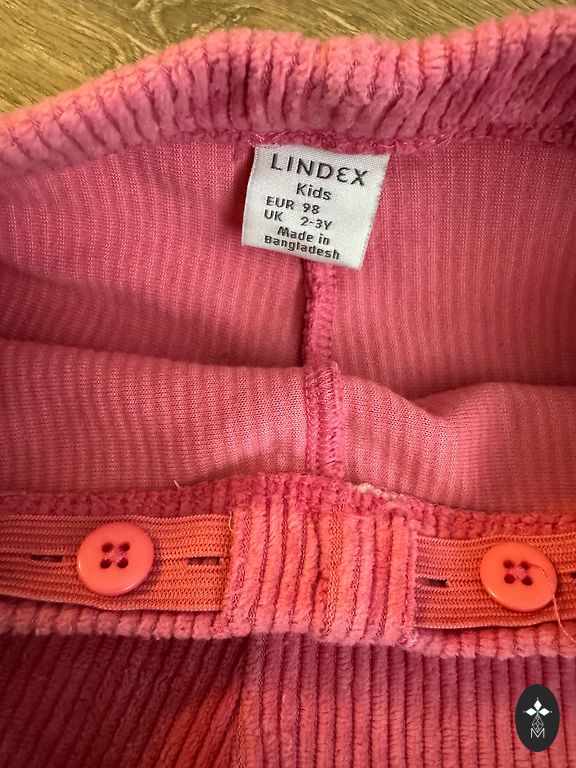 LINDEX
Kids
EUR 98
UK 2-3Y
Made in
Bangladesh
M